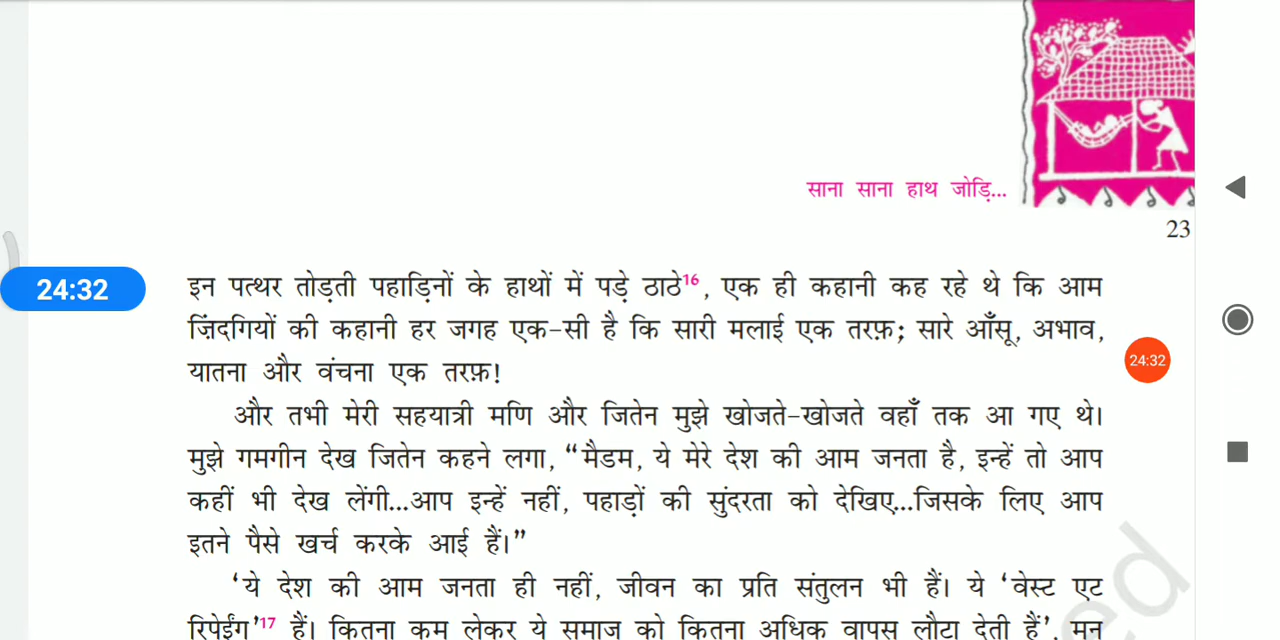 साना साना हाथ जोड़ि...
23
24:32
इन पत्थर तोड़ती पहाड़िनों के हाथों में पड़े ठाठे16, एक ही कहानी कह रहे थे कि आम
ज़िंदगियों की कहानी हर जगह एक-सी है कि सारी मलाई एक तरफ़; सारे आँसू, अभाव,
24:32
यातना और वंचना एक तरफ़!
और तभी मेरी सहयात्री मणि और जितेन मुझे खोजते-खोजते वहाँ तक आ गए थे।
मुझे गमगीन देख जितेन कहने लगा, “मैडम, ये मेरे देश की आम जनता है, इन्हें तो आप
कहीं भी देख लेंगी...आप इन्हें नहीं, पहाड़ों की सुंदरता को देखिए...जिसके लिए आप
इतने पैसे खर्च करके आई हैं।”
‘ये देश की आम जनता ही नहीं, जीवन का प्रति संतुलन भी हैं। ये ‘वेस्ट एट
रिपेईंग’17 हैं। कितना कम लेकर ये समाज को कितना अधिक वापस लौटा देती हैं’, मन
ed